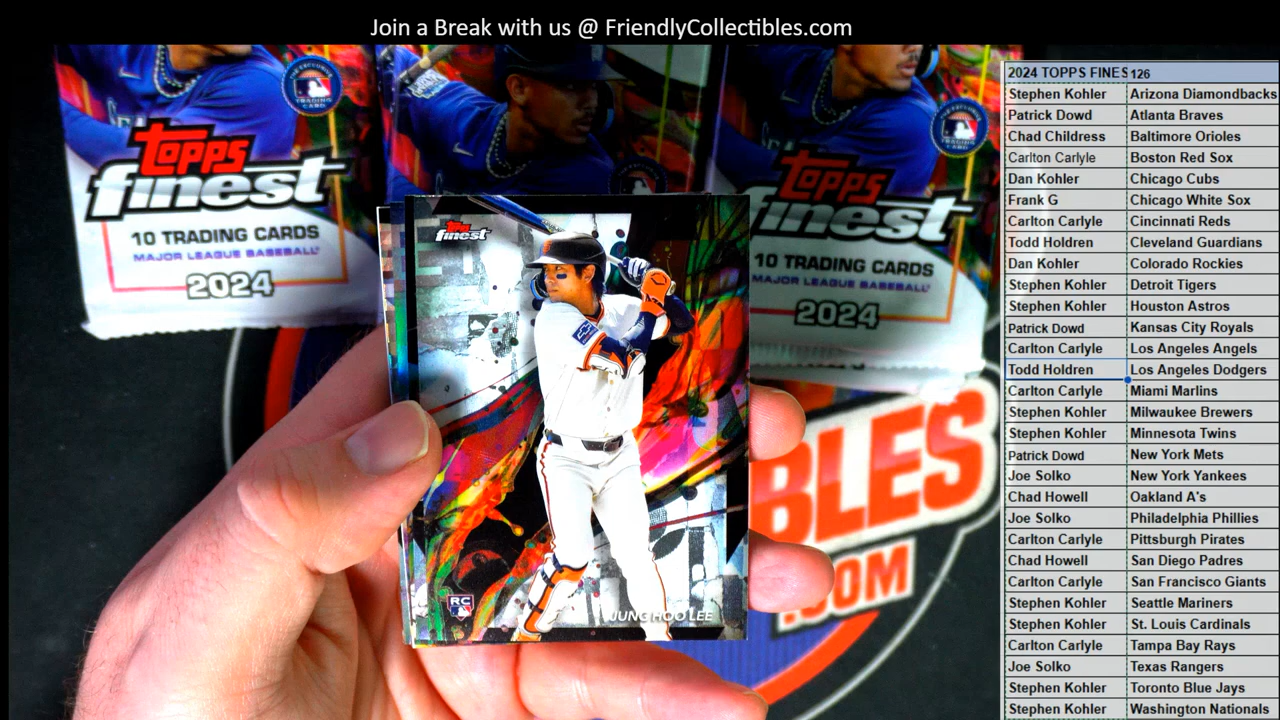 Join a Break with us @ FriendlyCollectibles.com
topps
finest
10 TRADING CARDS
MAJOR LEAGUE BASEBALL
2024
topps
finest
10 TRADING CARDS
MAJOR LEAGUE BASEBALL
2024
topps
finest
RC
JUNG HOO LEE
BLES
.COM
2024 TOPPS FINES 126
Stephen Kohler Arizona Diamondbacks
Patrick Dowd Atlanta Braves
Chad Childress Baltimore Orioles
Carlton Carlyle Boston Red Sox
Dan Kohler Chicago Cubs
Frank G Chicago White Sox
Carlton Carlyle Cincinnati Reds
Todd Holdren Cleveland Guardians
Dan Kohler Colorado Rockies
Stephen Kohler Detroit Tigers
Stephen Kohler Houston Astros
Patrick Dowd Kansas City Royals
Carlton Carlyle Los Angeles Angels
Todd Holdren Los Angeles Dodgers
Carlton Carlyle Miami Marlins
Stephen Kohler Milwaukee Brewers
Stephen Kohler Minnesota Twins
Patrick Dowd New York Mets
Joe Solko New York Yankees
Chad Howell Oakland A's
Joe Solko Philadelphia Phillies
Carlton Carlyle Pittsburgh Pirates
Chad Howell San Diego Padres
Carlton Carlyle San Francisco Giants
Stephen Kohler Seattle Mariners
Stephen Kohler St. Louis Cardinals
Carlton Carlyle Tampa Bay Rays
Joe Solko Texas Rangers
Stephen Kohler Toronto Blue Jays
Stephen Kohler Washington Nationals